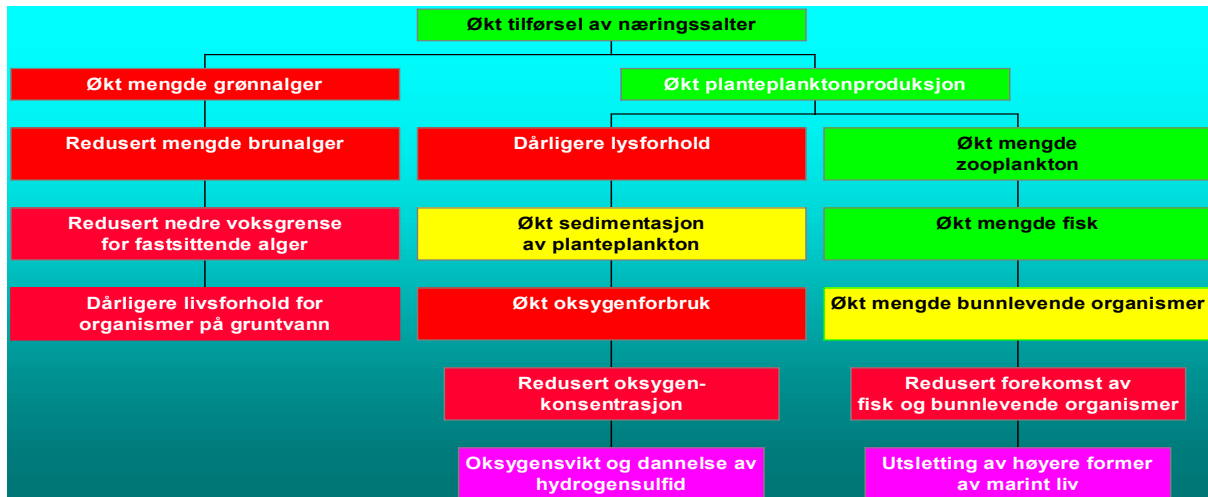 Økt tilførsel av næringssalter
Økt mengde grønnalger
Økt planteplanktonproduksjon
Redusert mengde brunalger
Dårligere lysforhold
Økt mengde
zooplankton
Redusert nedre voksgrense
for fastsittende alger
Økt sedimentasjon
av planteplankton
Økt mengde fisk
Dårligere livsforhold for
organismer på gruntvann
Økt oksygenforbruk
Økt mengde bunnlevende organismer
Redusert oksygen-
konsentrasjon
Redusert forekomst av
fisk og bunnlevende organismer
Oksygensvikt og dannelse av
hydrogensulfid
Utsletting av høyere former
av marint liv